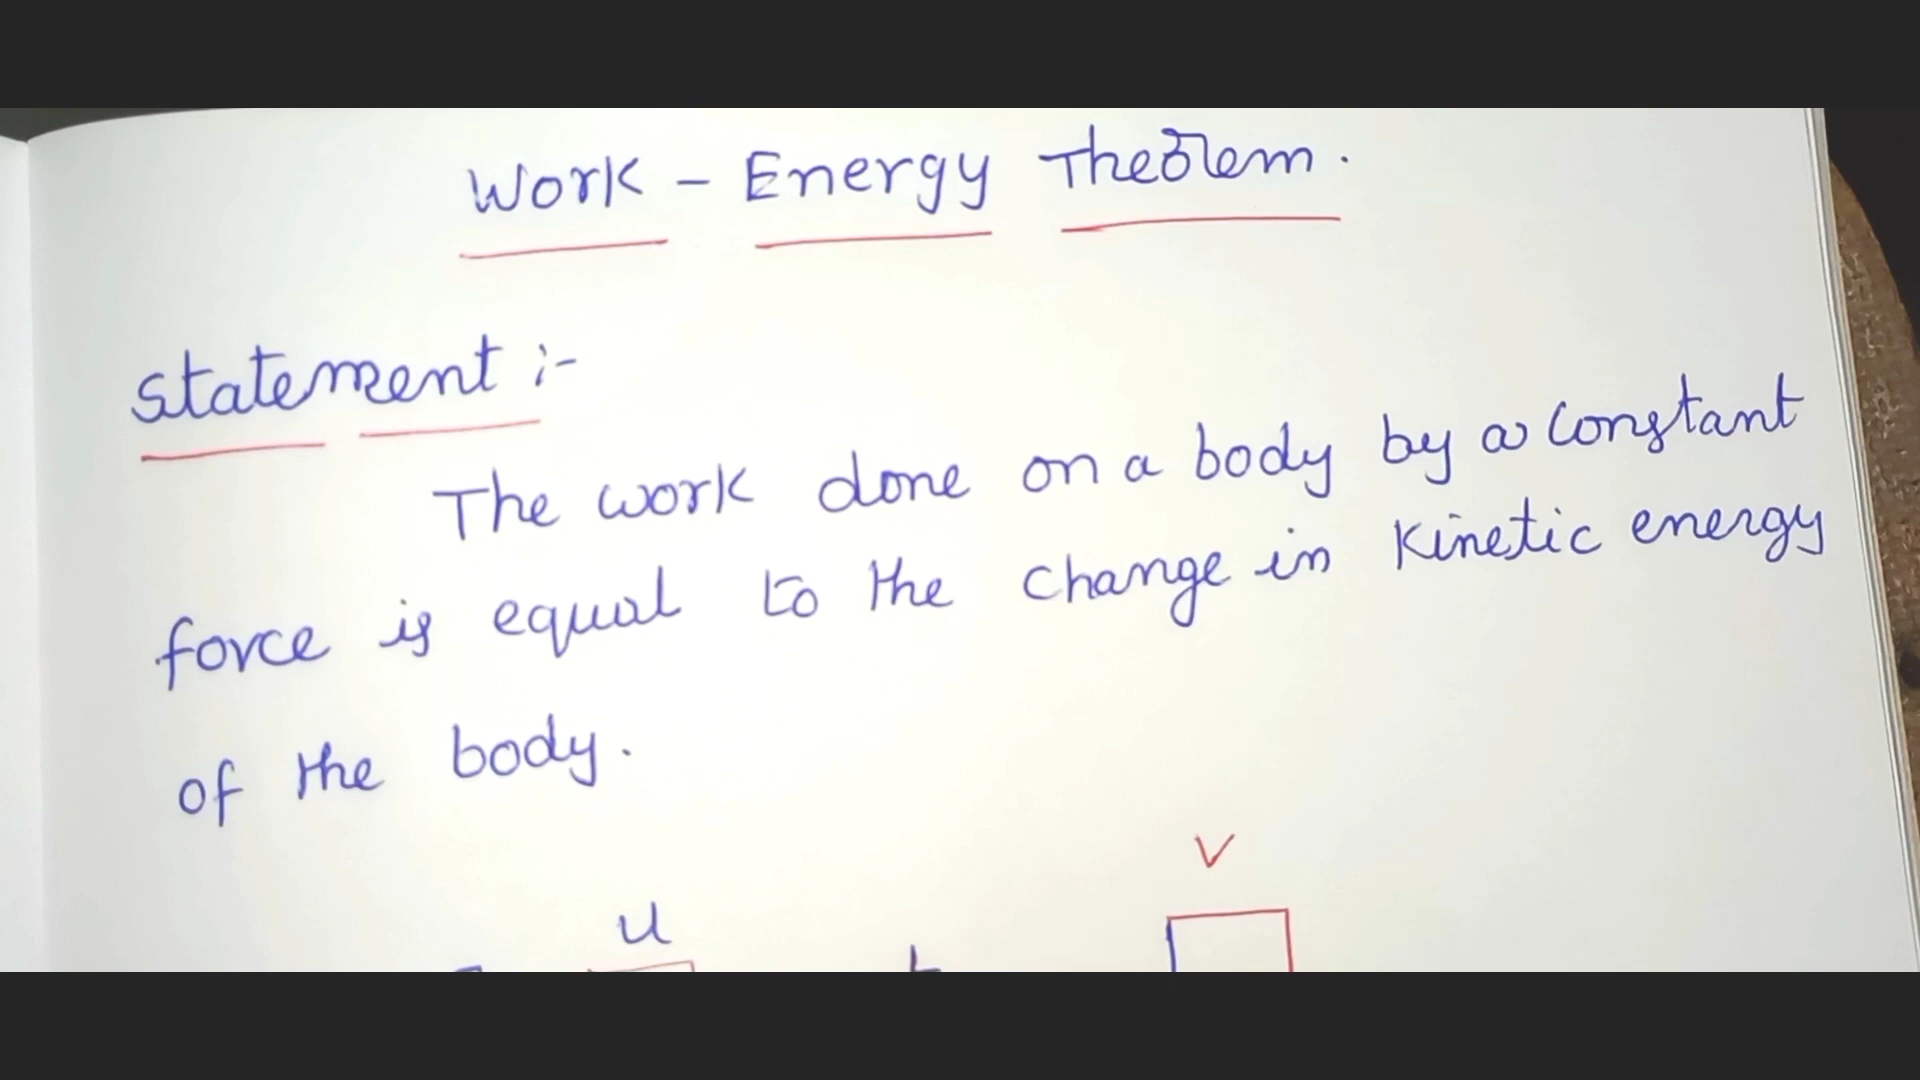 Work - Energy Theorem.
Statement :-
The work done on a body by a constant
force is equal to the change in kinetic energy
of the body.
V
u
t